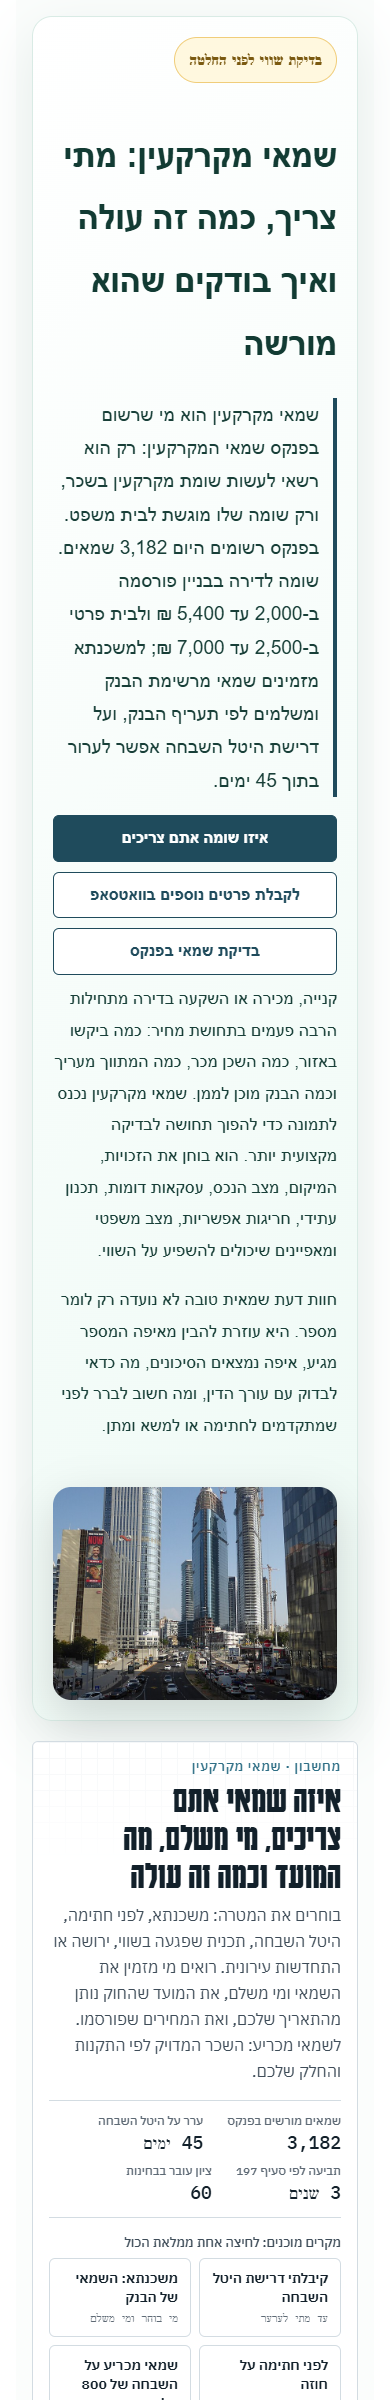 בדיקת שווי לפני החלטה
שמאי מקרקעין: מתי
צריך, כמה זה עולה
ואיך בודקים שהוא
מורשה
שמאי מקרקעין הוא מי שרשום
בפנקס שמאי המקרקעין: רק הוא
רשאי לעשות שומת מקרקעין בשכר,
ורק שומה שלו מוגשת לבית משפט.
בפנקס רשומים היום 3,182 שמאים.
שומה לדירה בבניין פורסמה
ב-2,000 עד 5,400 ₪ ולבית פרטי
ב-2,500 עד 7,000 ₪; למשכנתא
מזמינים שמאי מרשימת הבנק
ומשלמים לפי תעריף הבנק, ועל
דרישת היטל השבחה אפשר לערור
בתוך 45 ימים.
איזו שומה אתם צריכים
לקבלת פרטים נוספים בוואטסאפ
בדיקת שמאי בפנקס
קנייה, מכירה או השקעה בדירה מתחילות
הרבה פעמים בתחושת מחיר: כמה ביקשו
באזור, כמה השכן מכר, כמה המתווך מעריך
וכמה הבנק מוכן לממן. שמאי מקרקעין נכנס
לתמונה כדי להפוך תחושה לבדיקה
מקצועית יותר. הוא בוחן את הזכויות,
המיקום, מצב הנכס, עסקאות דומות, תכנון
עתידי, חריגות אפשריות, מצב משפטי
ומאפיינים שיכולים להשפיע על השווי.
חוות דעת שמאית טובה לא נועדה רק לומר
מספר. היא עוזרת להבין מאיפה המספר
מגיע, איפה נמצאים הסיכונים, מה כדאי
לבדוק עם עורך הדין, ומה חשוב לברר לפני
שמתקדמים לחתימה או למשא ומתן.
מחשבון · שמאי מקרקעין
איזה שמאי אתם
צריכים, מי משלם, מה
המועד וכמה זה עולה
בוחרים את המטרה: משכנתא, לפני חתימה,
היטל השבחה, תכנית שפגעה בשווי, ירושה או
התחדשות עירונית. רואים מי מזמין את
השמאי ומי משלם, את המועד שהחוק נותן
מהתאריך שלכם, ואת המחירים שפורסמו.
לשמאי מכריע: השכר המדויק לפי התקנות
והחלק שלכם.
שמאים מורשים בפנקס
3,182
ערר על היטל השבחה
45 ימים
תביעה לפי סעיף 197
3 שנים
ציון עובר בבחינות
60
מקרים מוכנים: לחיצה אחת ממלאת הכול
קיבלתי דרישת היטל
השבחה
עד מתי לערער
משכנתא: השמאי
של הבנק
מי בוחר ומי משלם
לפני חתימה על
חוזה
שמאי מכריע על
השבחה של 800